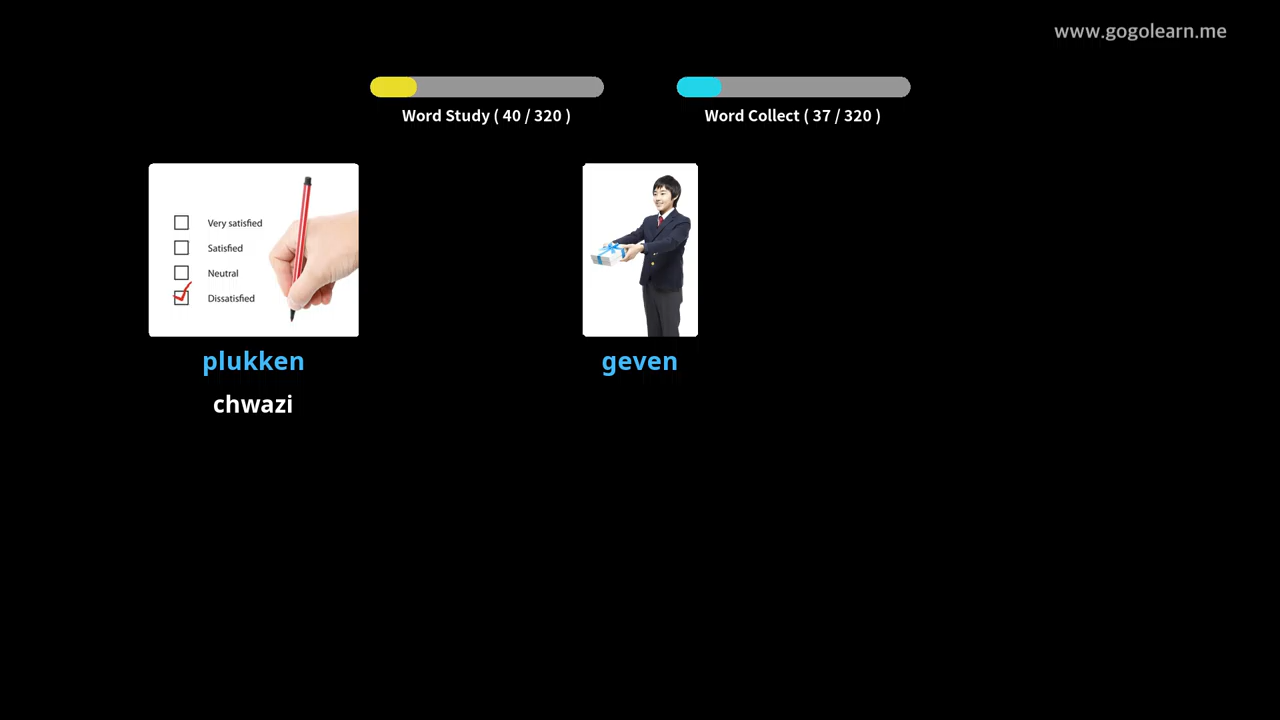 www.gogolearn.me
Word Study ( 40 / 320 )
Word Collect ( 37 / 320 )
Very satisfied
Satisfied
Neutral
Dissatisfied
plukken
geven
chwazi